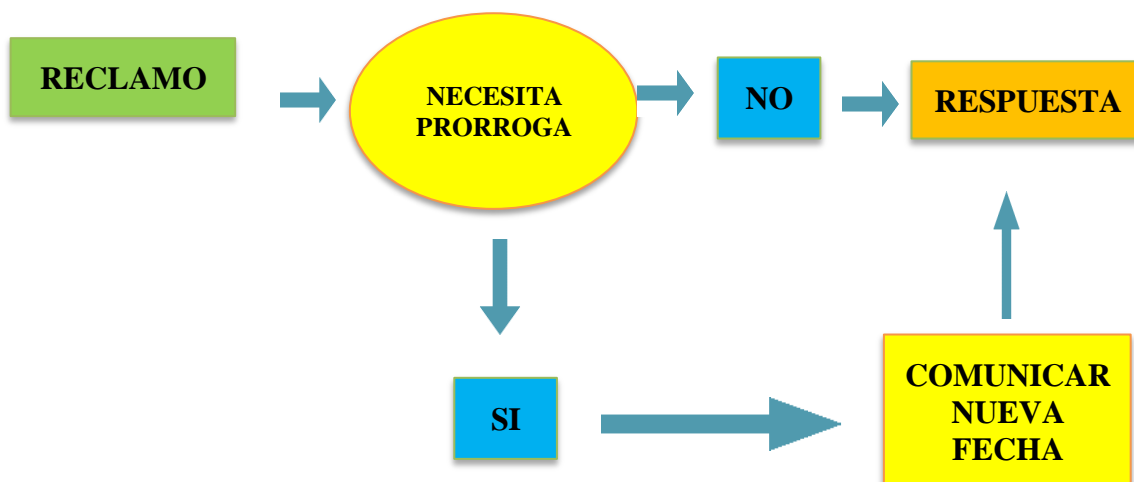 RECLAMO
NECESITA
PRORROGA
NO
RESPUESTA
SI
COMUNICAR
NUEVA
FECHA